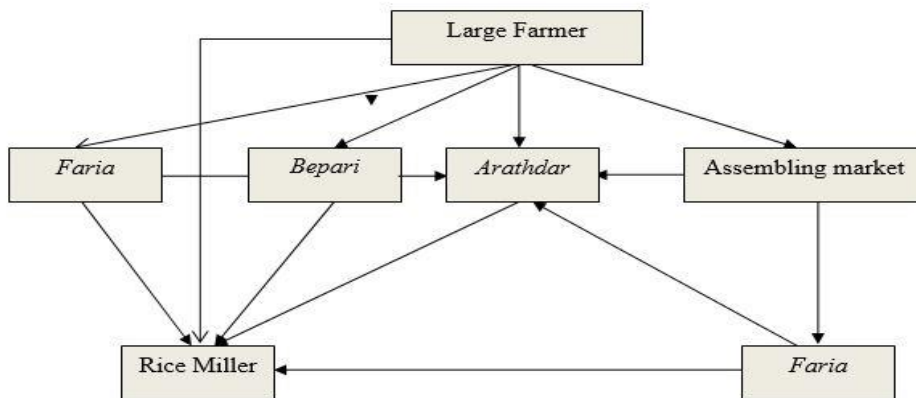 Large Farmer
Faria
Bepari
Arathdar
Assembling market
Rice Miller
Faria